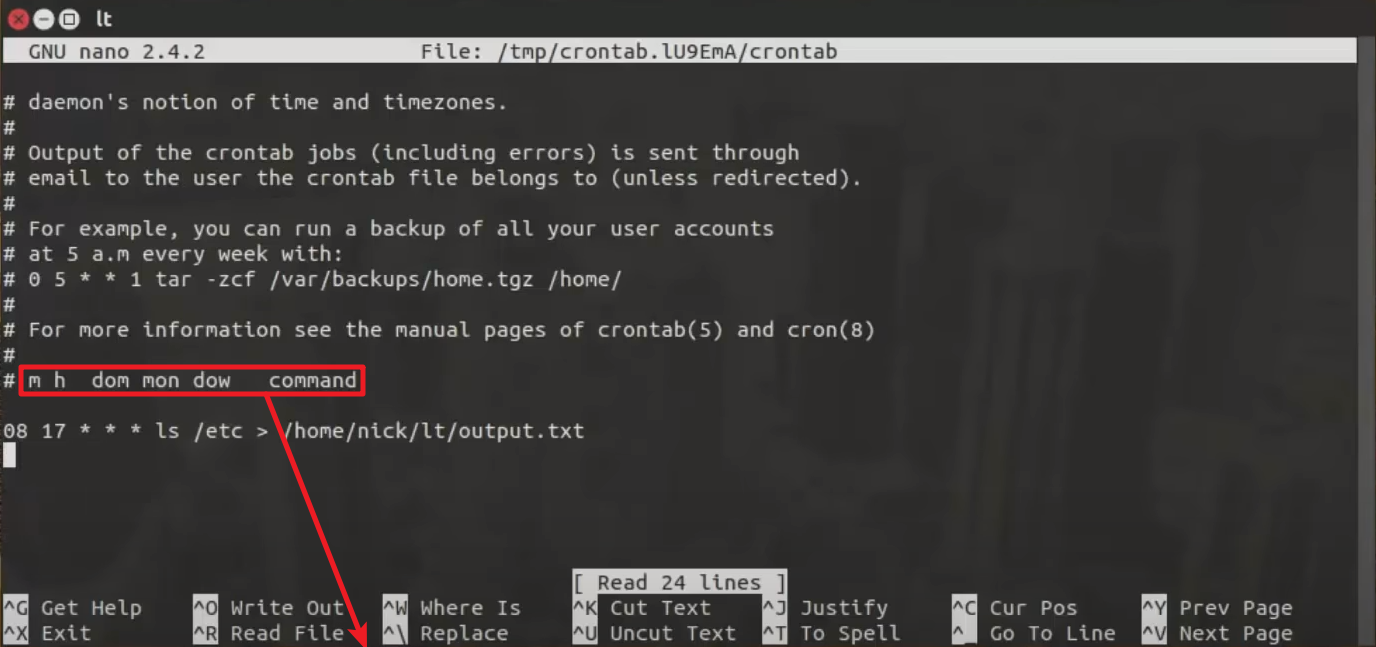 lt
GNU nano 2.4.2 File: /tmp/crontab.lU9EmA/crontab
# daemon's notion of time and timezones.
#
# Output of the crontab jobs (including errors) is sent through
# email to the user the crontab file belongs to (unless redirected).
#
# For example, you can run a backup of all your user accounts
# at 5 a.m every week with:
# 0 5 * * 1 tar -zcf /var/backups/home.tgz /home/
#
# For more information see the manual pages of crontab(5) and cron(8)
#
# m h  dom mon dow   command
08 17 * * * ls /etc > /home/nick/lt/output.txt
[ Read 24 lines ]
^G Get Help ^O Write Out ^W Where Is ^K Cut Text ^J Justify ^C Cur Pos ^Y Prev Page
^X Exit ^R Read File ^\ Replace ^U Uncut Text ^T To Spell ^_ Go To Line ^V Next Page